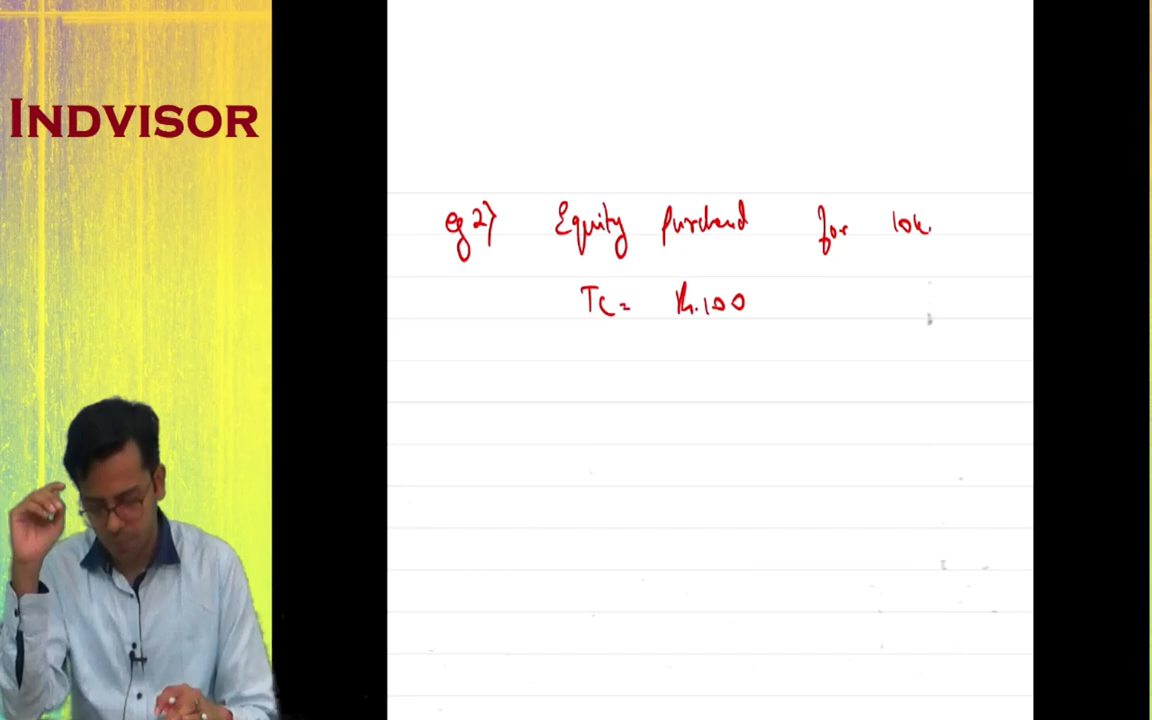 INDVISOR
eg 2) Equity purchased for 10k.
TC = Rs.100